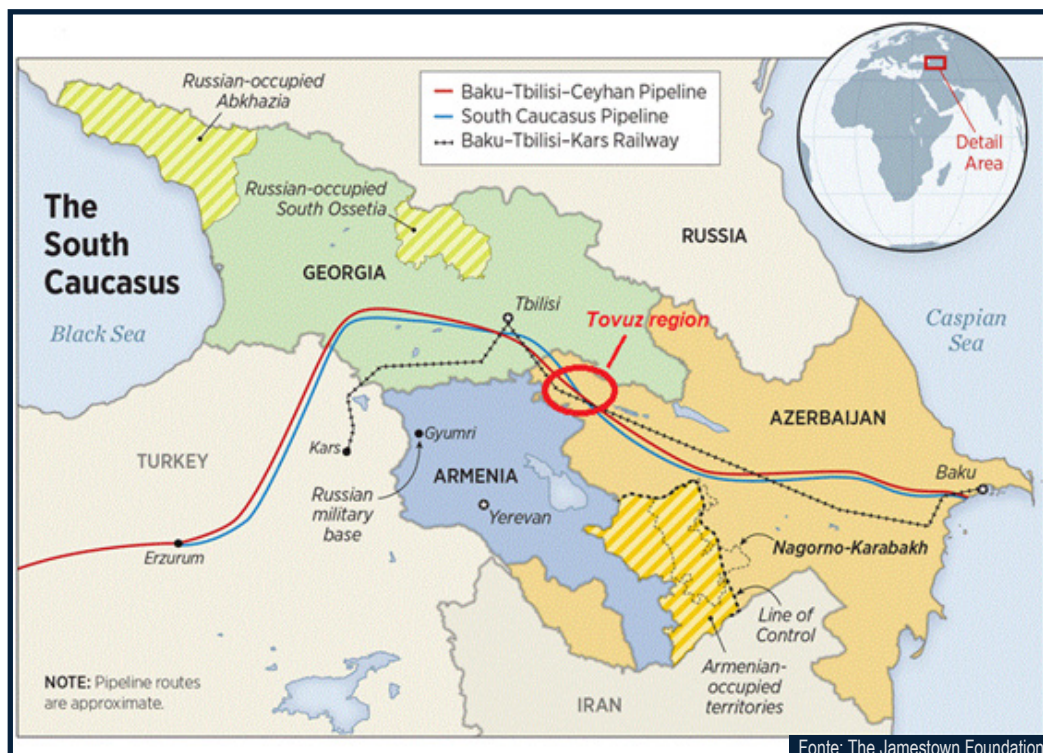 Russian-occupied
Abkhazia
Baku–Tbilisi–Ceyhan Pipeline
South Caucasus Pipeline
Baku–Tbilisi–Kars Railway
Detail
Area
Russian-occupied
South Ossetia
The
South
Caucasus
RUSSIA
GEORGIA
Black Sea
Tbilisi
Tovuz region
Caspian
Sea
AZERBAIJAN
Kars
Gyumri
TURKEY
ARMENIA
Baku
Russian
military
base
Yerevan
Erzurum
Nagorno-Karabakh
Line of
Control
Armenian-
occupied
territories
NOTE: Pipeline routes
are approximate.
IRAN
Fonte: The Jamestown Foundation